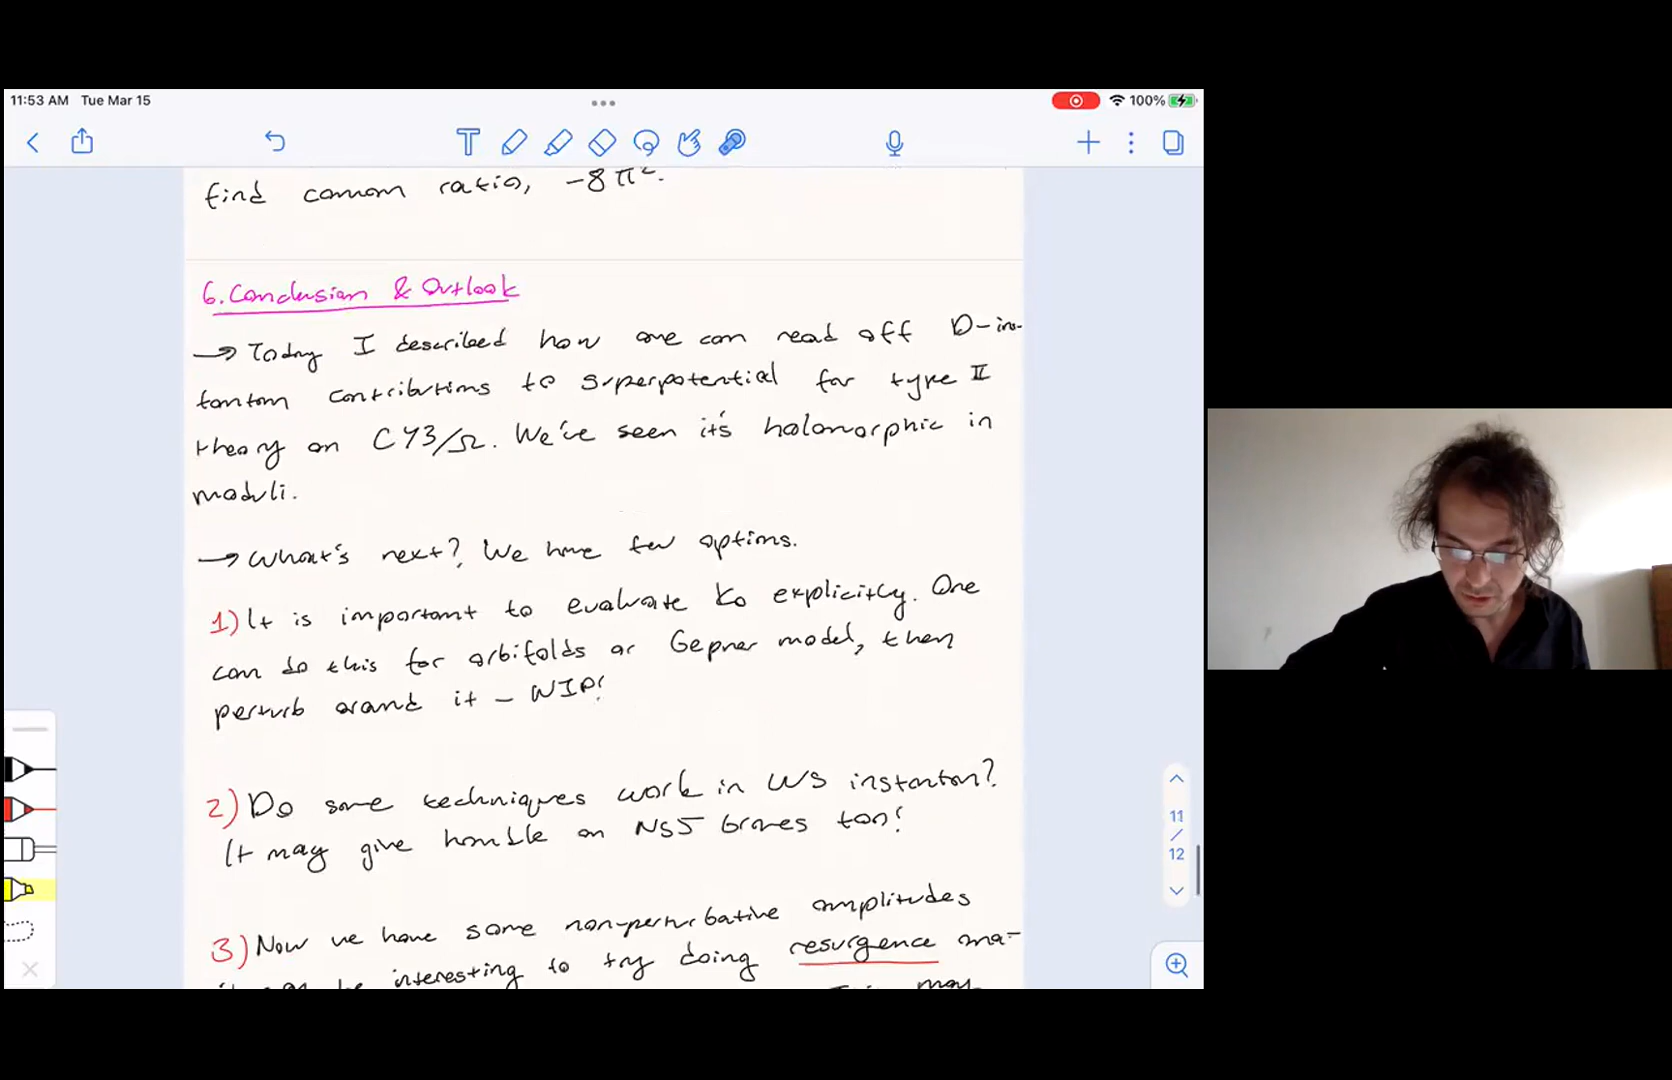 11:53 AM Tue Mar 15
100%
find common ratio, -8π².
6. Conclusion & Outlook
→ Today I described how one can read off D-ins-
tanton contributions to superpotential for type II
theory on CY3/Ω. We've seen it's holomorphic in
moduli.
→ What's next? We have few options.
1) It is important to evaluate K₀ explicitly. One
can do this for orbifolds or Gepner model, then
perturb around it - WIP!
2) Do same techniques work in WS instanton?
It may give handle on NS5 branes too!
3) Now we have some non-perturbative amplitudes
interesting to try doing resurgence ma-
may
11
/
12